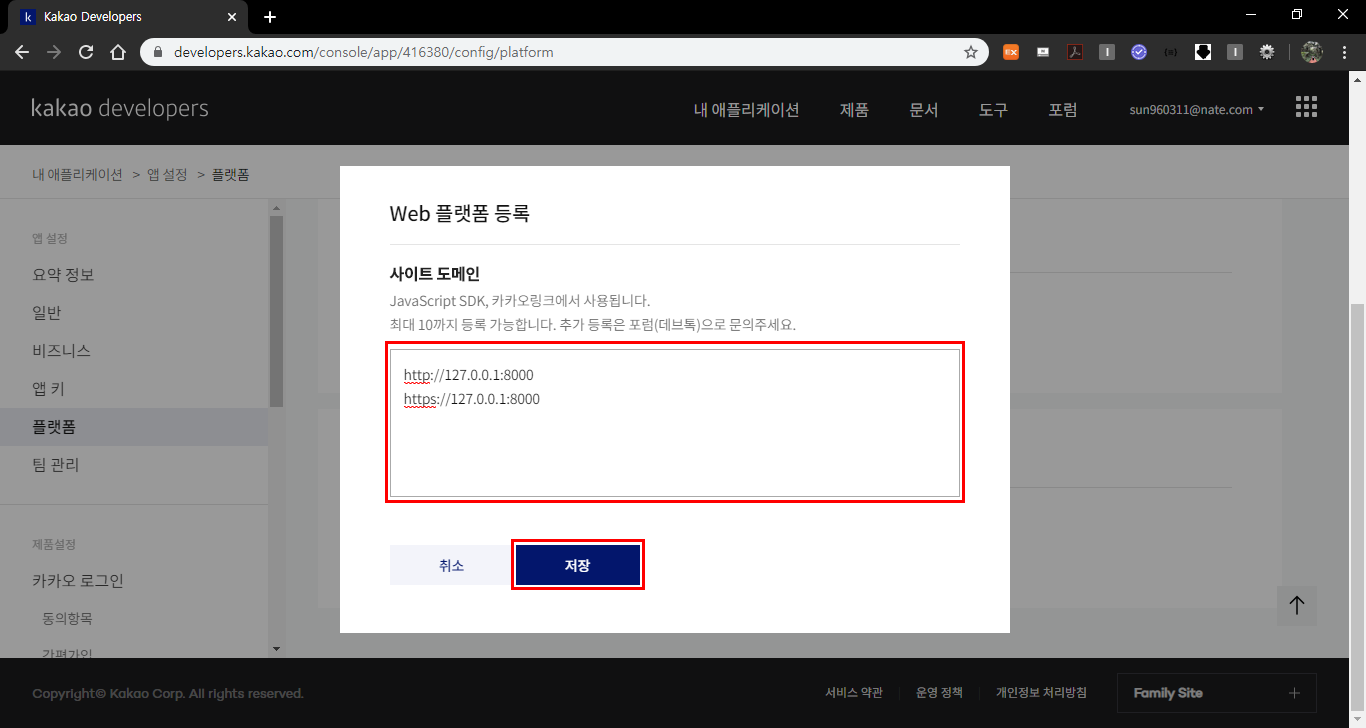 Kakao Developers
developers.kakao.com/console/app/416380/config/platform
kakao developers
내 애플리케이션 제품 문서 도구 포럼 sun960311@nate.com
내 애플리케이션 > 앱 설정 > 플랫폼
앱 설정
요약 정보
일반
비즈니스
앱 키
플랫폼
팀 관리
제품설정
카카오 로그인
동의항목
간편가입
Web 플랫폼 등록
사이트 도메인
JavaScript SDK, 카카오링크에서 사용됩니다.
최대 10까지 등록 가능합니다. 추가 등록은 포럼(데브톡)으로 문의주세요.
http://127.0.0.1:8000
https://127.0.0.1:8000
취소 저장
Copyright© Kakao Corp. All rights reserved.
서비스 약관 운영 정책 개인정보 처리방침 Family Site